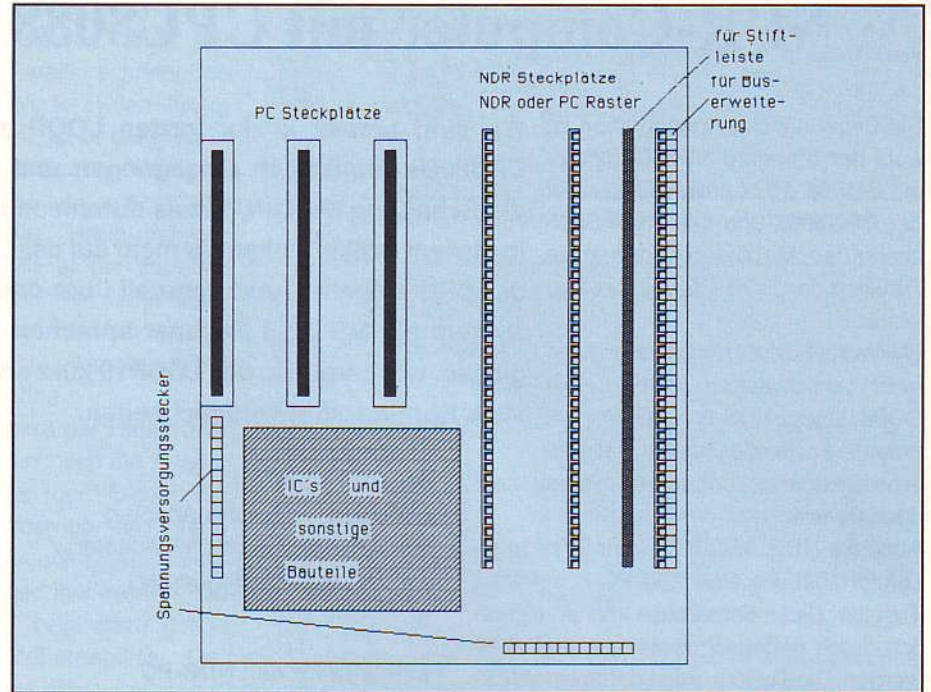 für Stift-
leiste
für Bus-
erweite-
rung
NDR Steckplätze
NDR oder PC Raster
PC Steckplätze
Spannungsversorgungsstecker
IC's und
sonstige
Bauteile